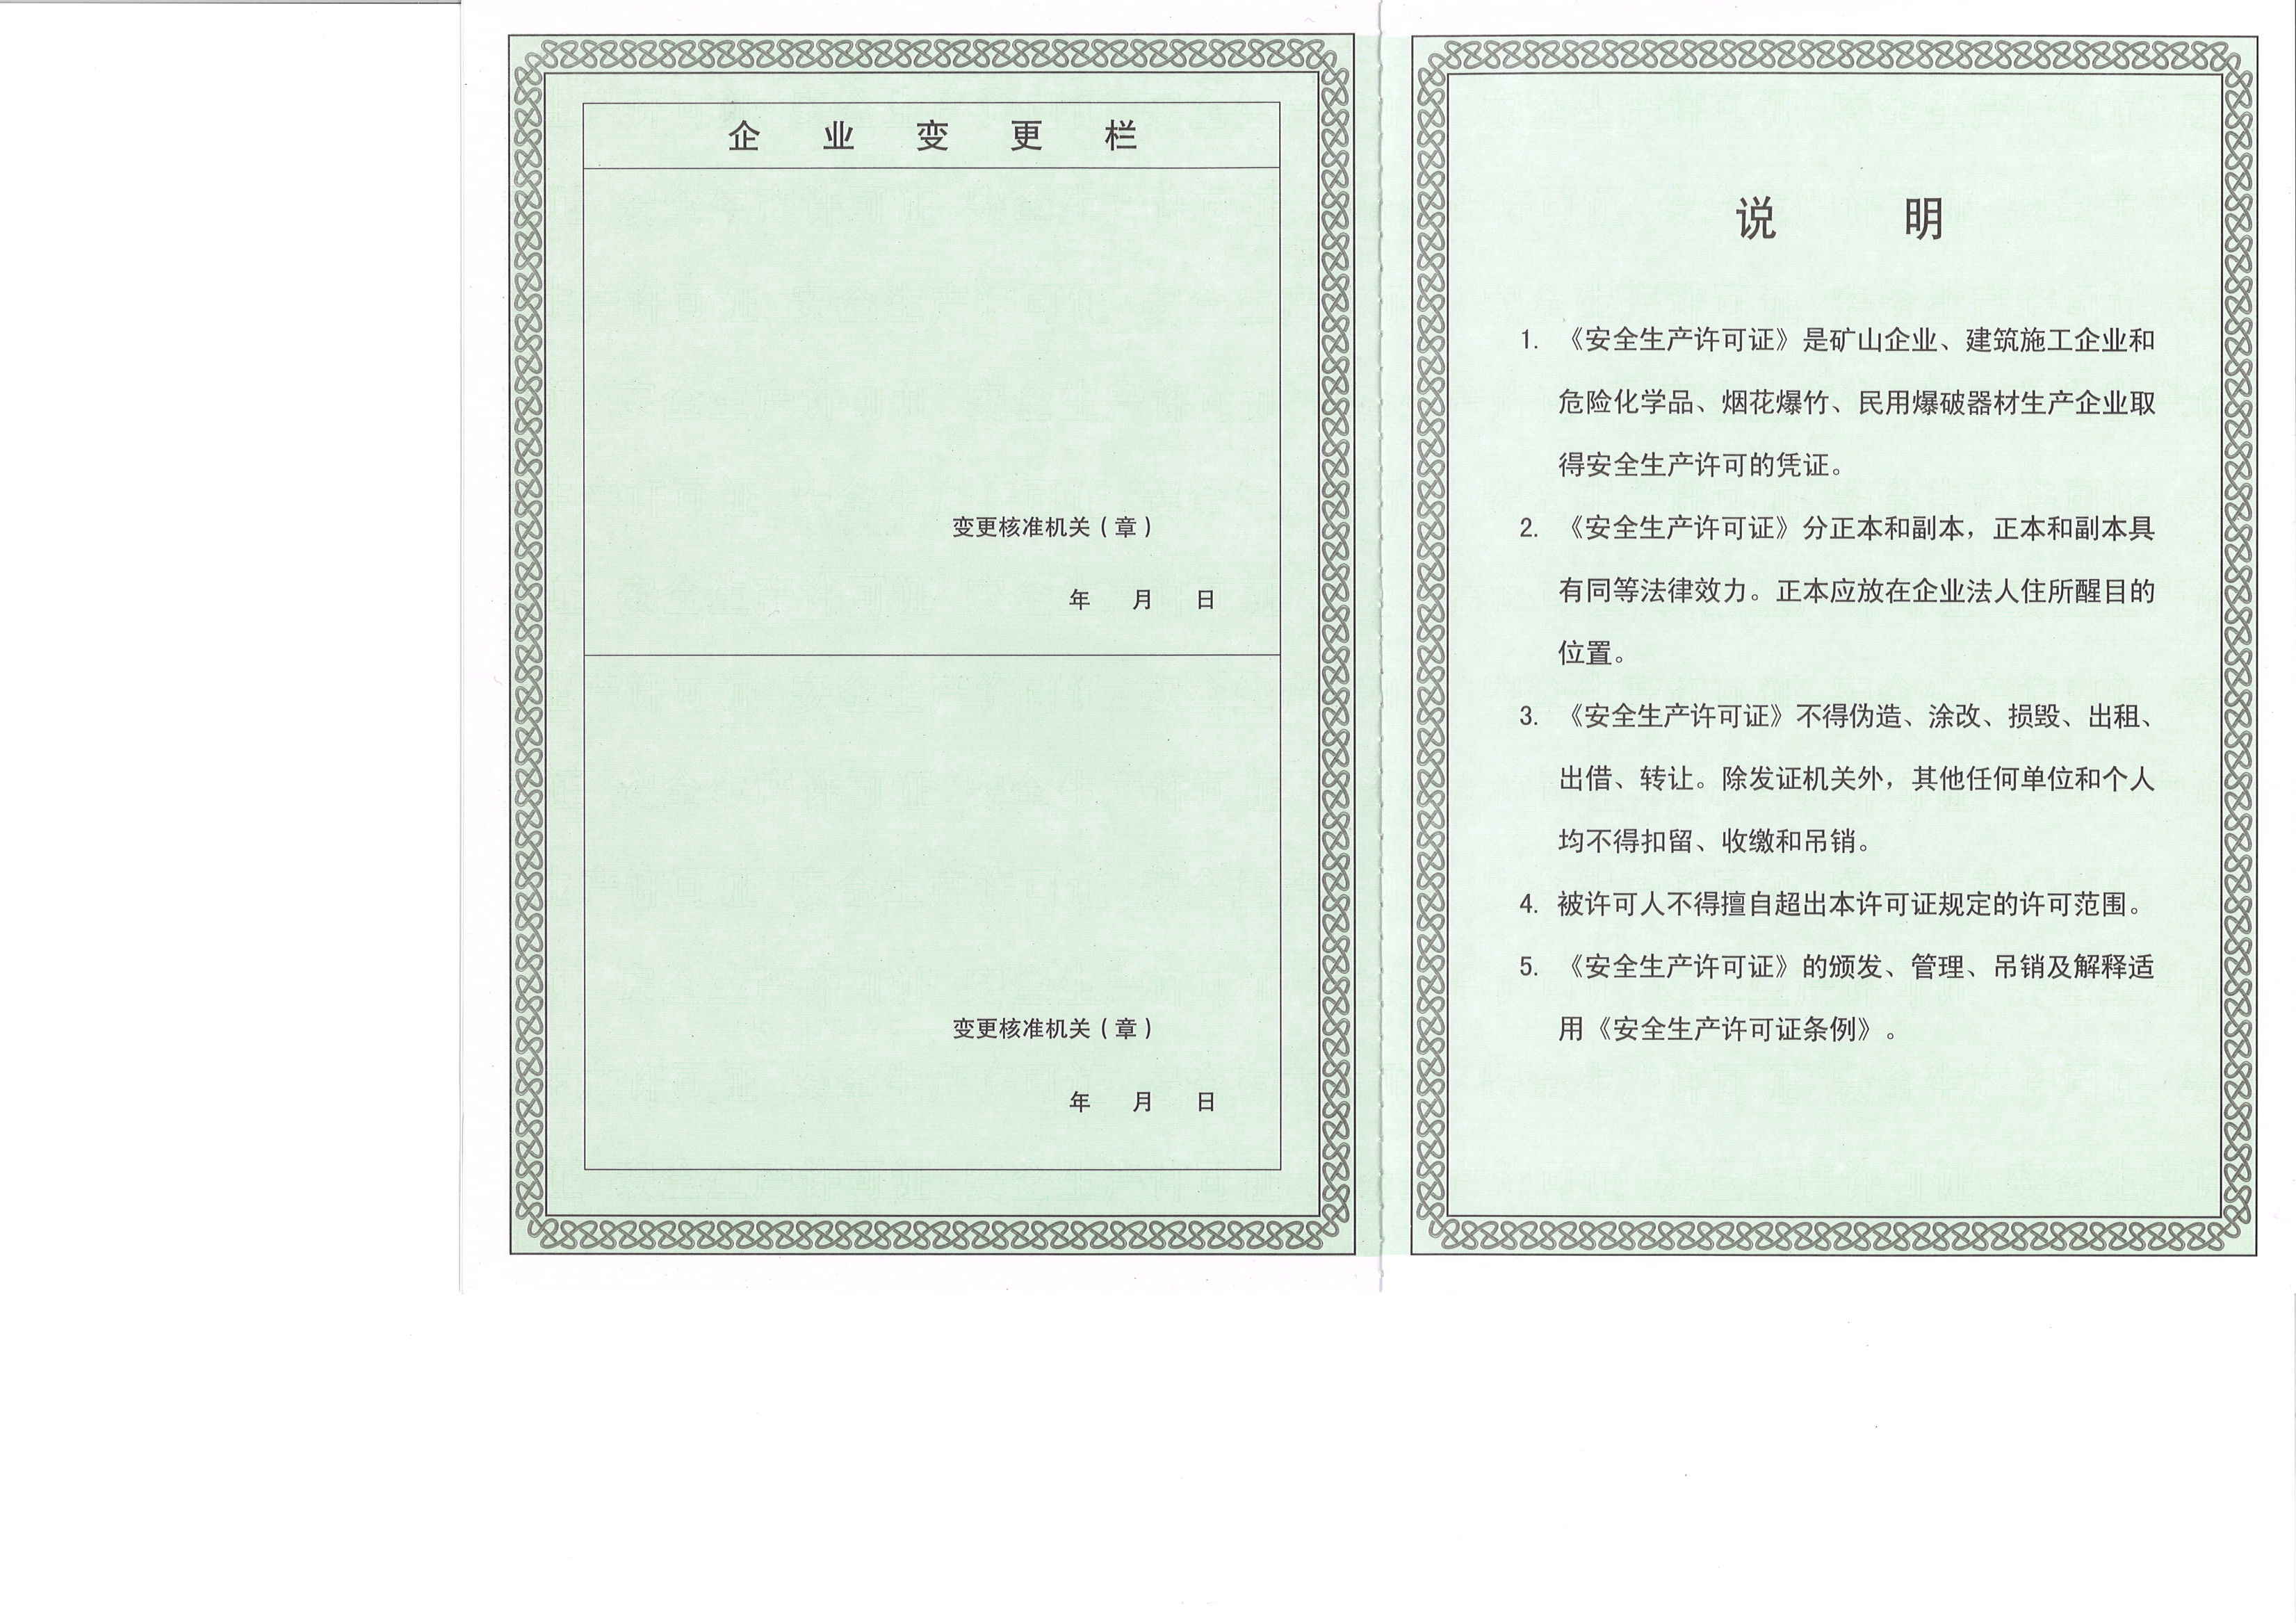 企 业 变 更 栏
变更核准机关（章）
年 月 日
变更核准机关（章）
年 月 日
说 明
1. 《安全生产许可证》是矿山企业、建筑施工企业和
危险化学品、烟花爆竹、民用爆破器材生产企业取
得安全生产许可的凭证。
2. 《安全生产许可证》分正本和副本，正本和副本具
有同等法律效力。正本应放在企业法人住所醒目的
位置。
3. 《安全生产许可证》不得伪造、涂改、损毁、出租、
出借、转让。除发证机关外，其他任何单位和个人
均不得扣留、收缴和吊销。
4. 被许可人不得擅自超出本许可证规定的许可范围。
5. 《安全生产许可证》的颁发、管理、吊销及解释适
用《安全生产许可证条例》。